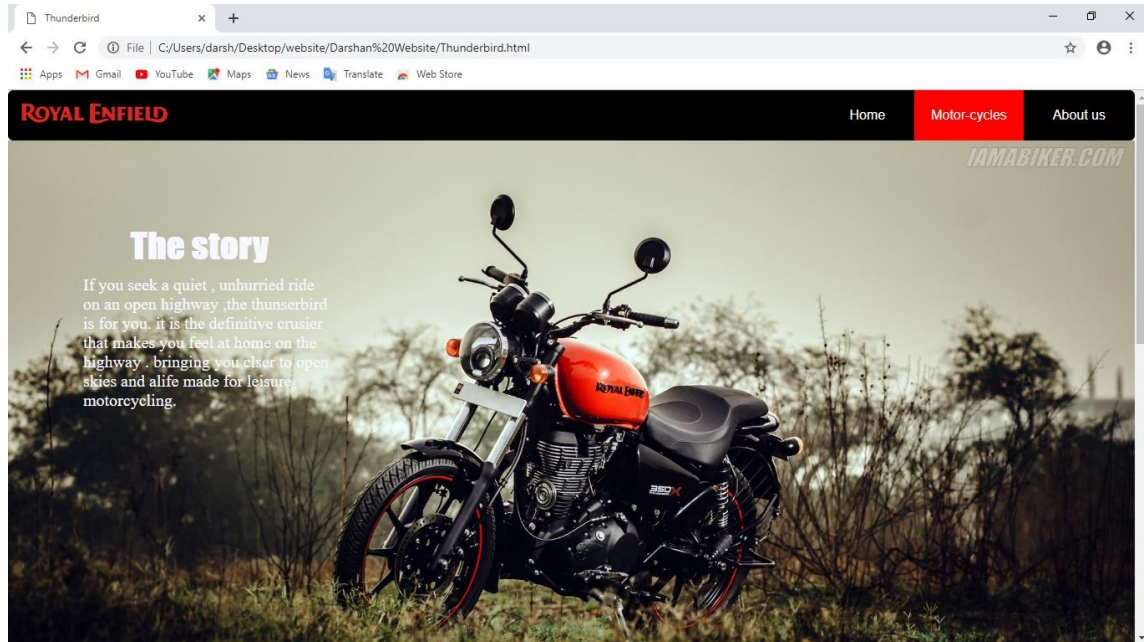 Thunderbird
File | C:/Users/darsh/Desktop/website/Darshan%20Website/Thunderbird.html
Apps Gmail YouTube Maps News Translate Web Store
ROYAL ENFIELD Home Motor-cycles About us
IAMABIKER.COM
The story
If you seek a quiet , unhurried ride
on an open highway ,the thunserbird
is for you. it is the definitive crusier
that makes you feel at home on the
highway . bringing you clser to open
skies and alife made for leisure
motorcycling.
ROYAL ENFIELD
350X